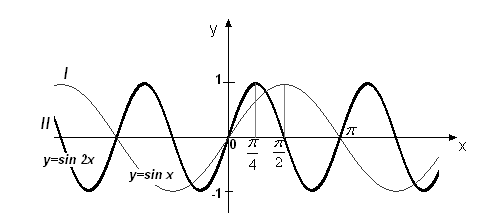 y
I
1
II
0
π
x
π/4
π/2
y=sin 2x
y=sin x
-1